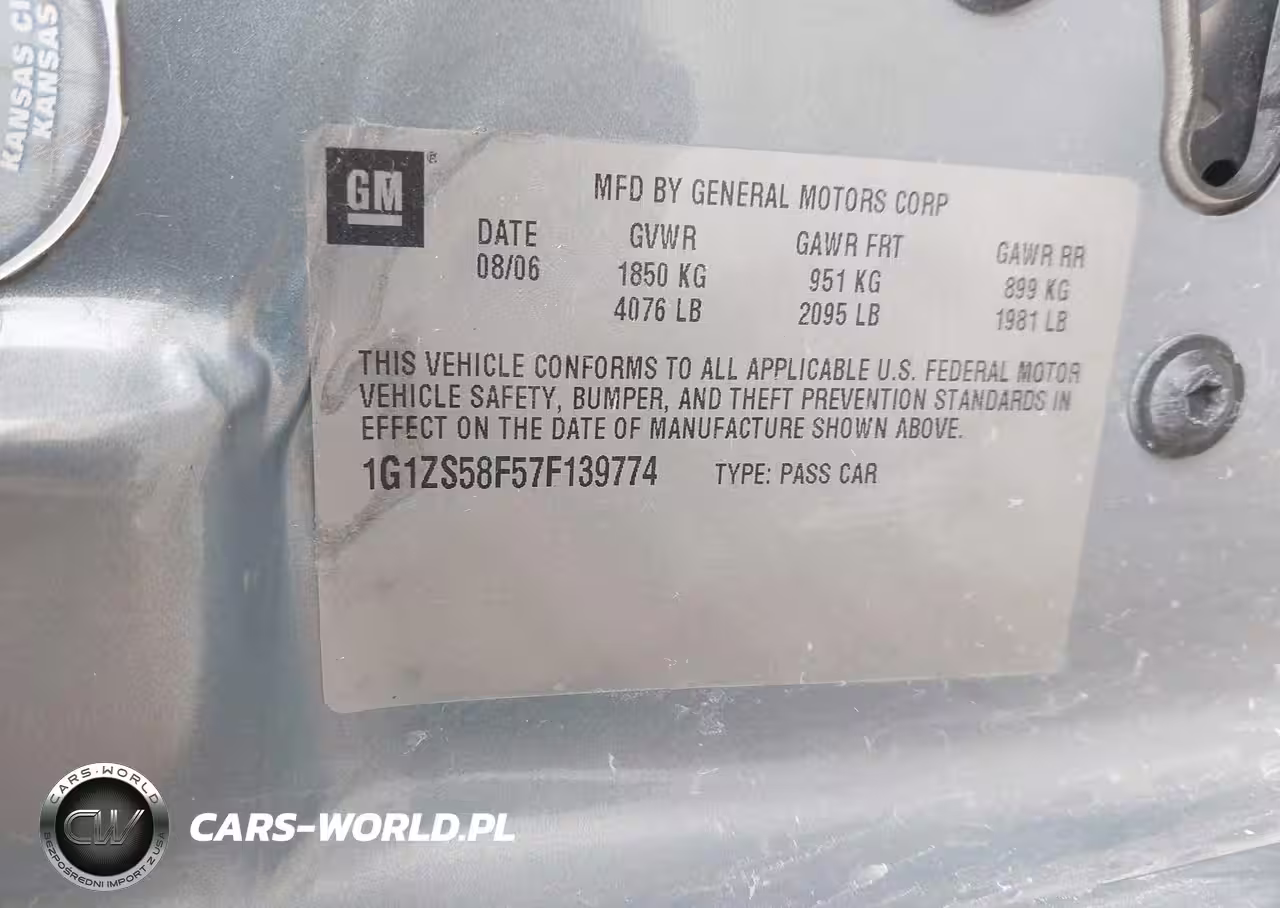 KANSAS CI
KANSAS
GM®
MFD BY GENERAL MOTORS CORP
DATE GVWR GAWR FRT GAWR RR
08/06 1850 KG 951 KG 899 KG
4076 LB 2095 LB 1981 LB
THIS VEHICLE CONFORMS TO ALL APPLICABLE U.S. FEDERAL MOTOR
VEHICLE SAFETY, BUMPER, AND THEFT PREVENTION STANDARDS IN
EFFECT ON THE DATE OF MANUFACTURE SHOWN ABOVE.
1G1ZS58F57F139774 TYPE: PASS CAR
CARS-WORLD
CW
BEZPOŚREDNI IMPORT Z USA
CARS-WORLD.PL